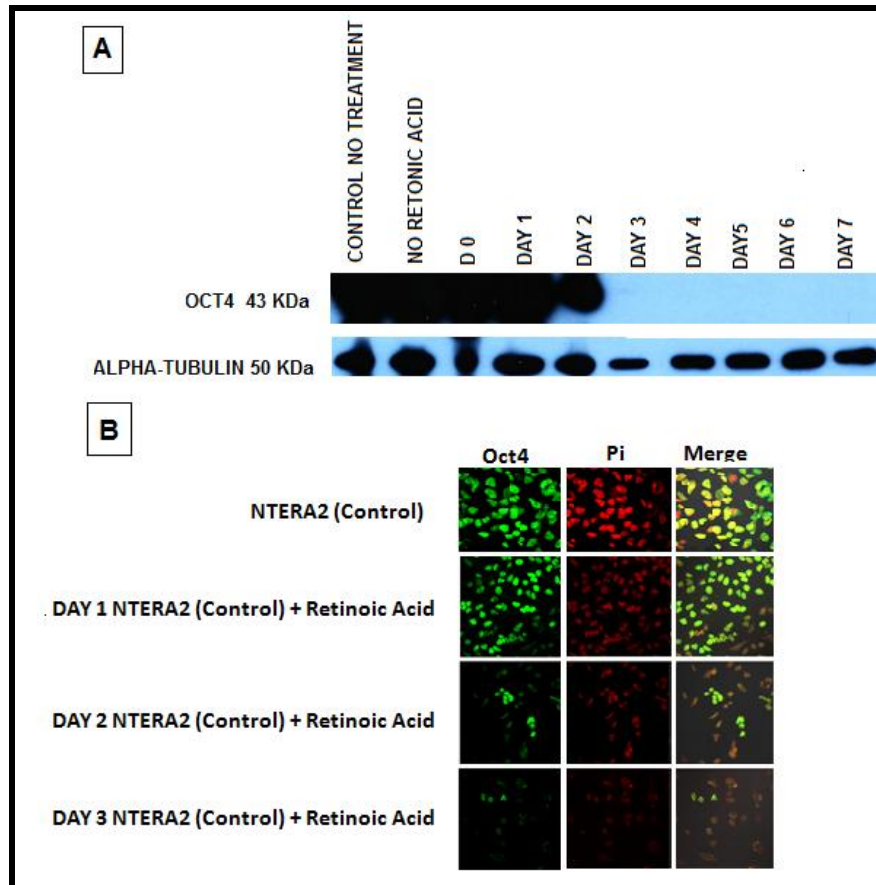 A
CONTROL NO TREATMENT
NO RETONIC ACID
D 0
DAY 1
DAY 2
DAY 3
DAY 4
DAY5
DAY 6
DAY 7
OCT4 43 KDa
ALPHA-TUBULIN 50 KDa
B
Oct4 Pi Merge
NTERA2 (Control)
DAY 1 NTERA2 (Control) + Retinoic Acid
DAY 2 NTERA2 (Control) + Retinoic Acid
DAY 3 NTERA2 (Control) + Retinoic Acid